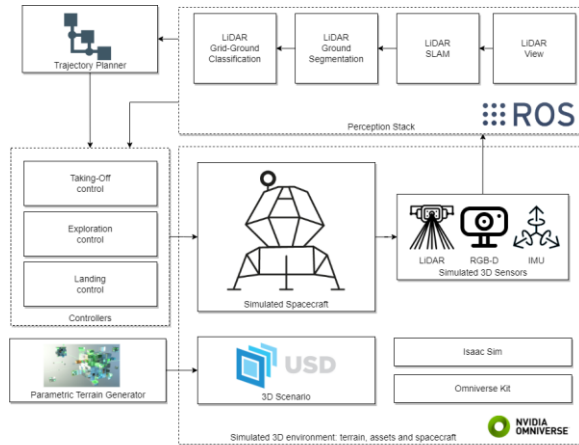 Trajectory Planner
LiDAR
Grid-Ground
Classification
LiDAR
Ground
Segmentation
LiDAR
SLAM
LiDAR
View
ROS
Perception Stack
Taking-Off
control
Exploration
control
Landing
control
Controllers
Simulated Spacecraft
LiDAR
RGB-D
IMU
Simulated 3D Sensors
Parametric Terrain Generator
USD
3D Scenario
Isaac Sim
Omniverse Kit
NVIDIA
OMNIVERSE
Simulated 3D environment: terrain, assets and spacecraft